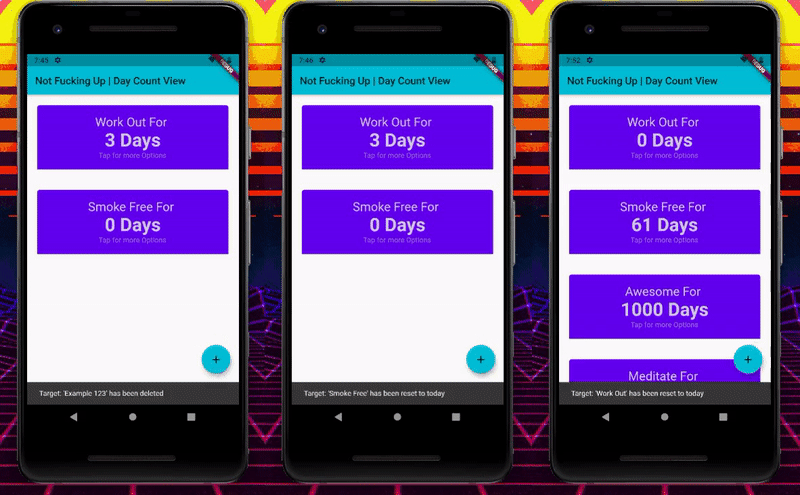 7:45
Not Fucking Up | Day Count View
Work Out For
3 Days
Tap for more Options
Smoke Free For
0 Days
Tap for more Options
+
Target: 'Example 123' has been deleted
7:46
Not Fucking Up | Day Count View
Work Out For
3 Days
Tap for more Options
Smoke Free For
0 Days
Tap for more Options
+
Target: 'Smoke Free' has been reset to today
7:52
Not Fucking Up | Day Count View
Work Out For
0 Days
Tap for more Options
Smoke Free For
61 Days
Tap for more Options
Awesome For
1000 Days
Tap for more Options
Meditate For
+
Target: 'Work Out' has been reset to today